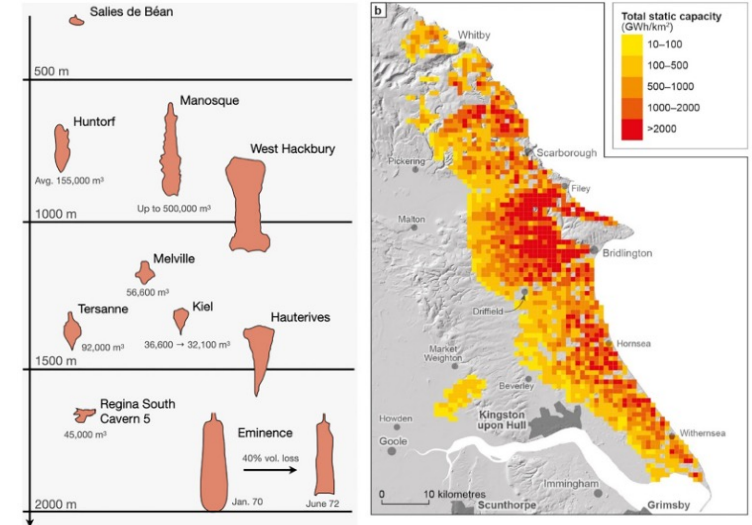 Salies de Béan
500 m
Manosque
Huntorf
West Hackbury
Avg. 155,000 m³
Up to 500,000 m³
1000 m
Melville
56,600 m³
Tersanne
Kiel
Hauterives
92,000 m³
36,600 → 32,100 m³
1500 m
Regina South
Cavern 5
45,000 m³
Eminence
40% vol. loss
Jan. 70
June 72
2000 m
b
Total static capacity
(GWh/km²)
10–100
100–500
500–1000
1000–2000
>2000
Whitby
Scarborough
Pickering
Filey
Malton
Bridlington
Driffield
Hornsea
Market
Weighton
Beverley
Howden
Kingston
upon Hull
Withernsea
Goole
Immingham
0 10 kilometres
Scunthorpe
Grimsby